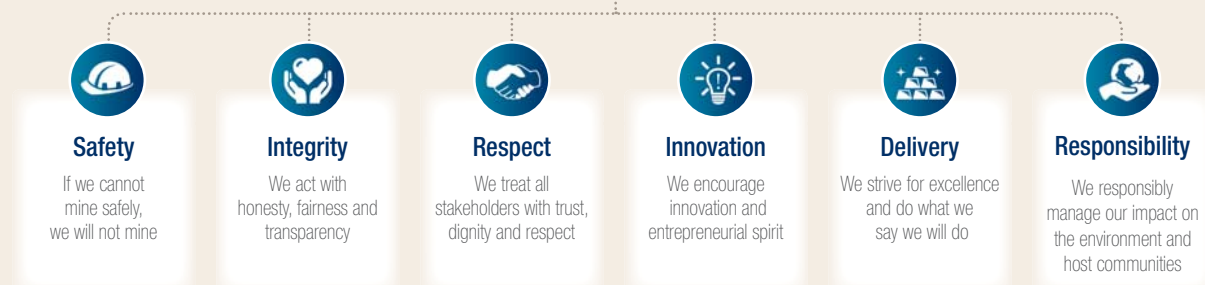 Safety
If we cannot
mine safely,
we will not mine
Integrity
We act with
honesty, fairness and
transparency
Respect
We treat all
stakeholders with trust,
dignity and respect
Innovation
We encourage
innovation and
entrepreneurial spirit
Delivery
We strive for excellence
and do what we
say we will do
Responsibility
We responsibly
manage our impact on
the environment and
host communities